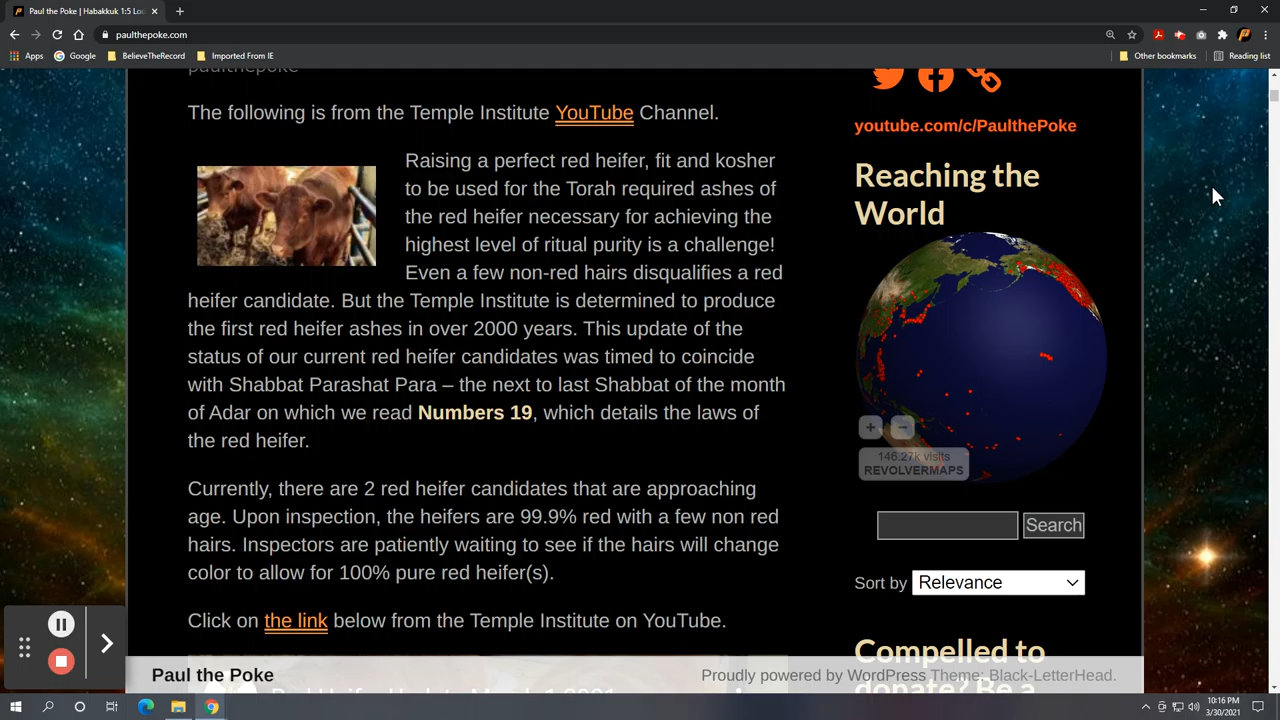 Paul the Poke | Habakkuk 1:5 Loo
paulthepoke.com
Apps
Google
BelieveTheRecord
Imported From IE
Other bookmarks
Reading list
paulthepoke
The following is from the Temple Institute YouTube Channel.
Raising a perfect red heifer, fit and kosher
to be used for the Torah required ashes of
the red heifer necessary for achieving the
highest level of ritual purity is a challenge!
Even a few non-red hairs disqualifies a red
heifer candidate. But the Temple Institute is determined to produce
the first red heifer ashes in over 2000 years. This update of the
status of our current red heifer candidates was timed to coincide
with Shabbat Parashat Para – the next to last Shabbat of the month
of Adar on which we read Numbers 19, which details the laws of
the red heifer.
Currently, there are 2 red heifer candidates that are approaching
age. Upon inspection, the heifers are 99.9% red with a few non red
hairs. Inspectors are patiently waiting to see if the hairs will change
color to allow for 100% pure red heifer(s).
Click on the link below from the Temple Institute on YouTube.
youtube.com/c/PaulthePoke
Reaching the
World
+ −
146.27k visits
REVOLVERMAPS
Search
Sort by Relevance
Compelled to
donate? Be a
Paul the Poke
Proudly powered by WordPress Theme: Black-LetterHead.
10:16 PM
3/30/2021